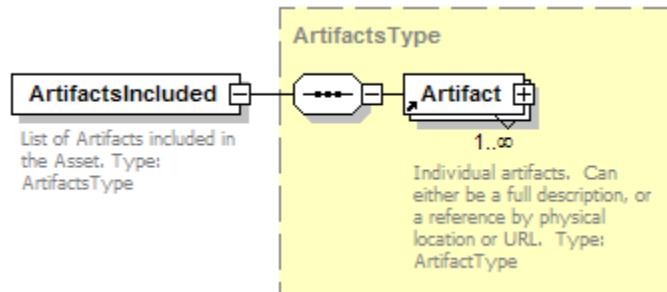 ArtifactsType
ArtifactsIncluded
List of Artifacts included in
the Asset. Type:
ArtifactsType
Artifact
1..∞
Individual artifacts.  Can
either be a full description, or
a reference by physical
location or URL.  Type:
ArtifactType